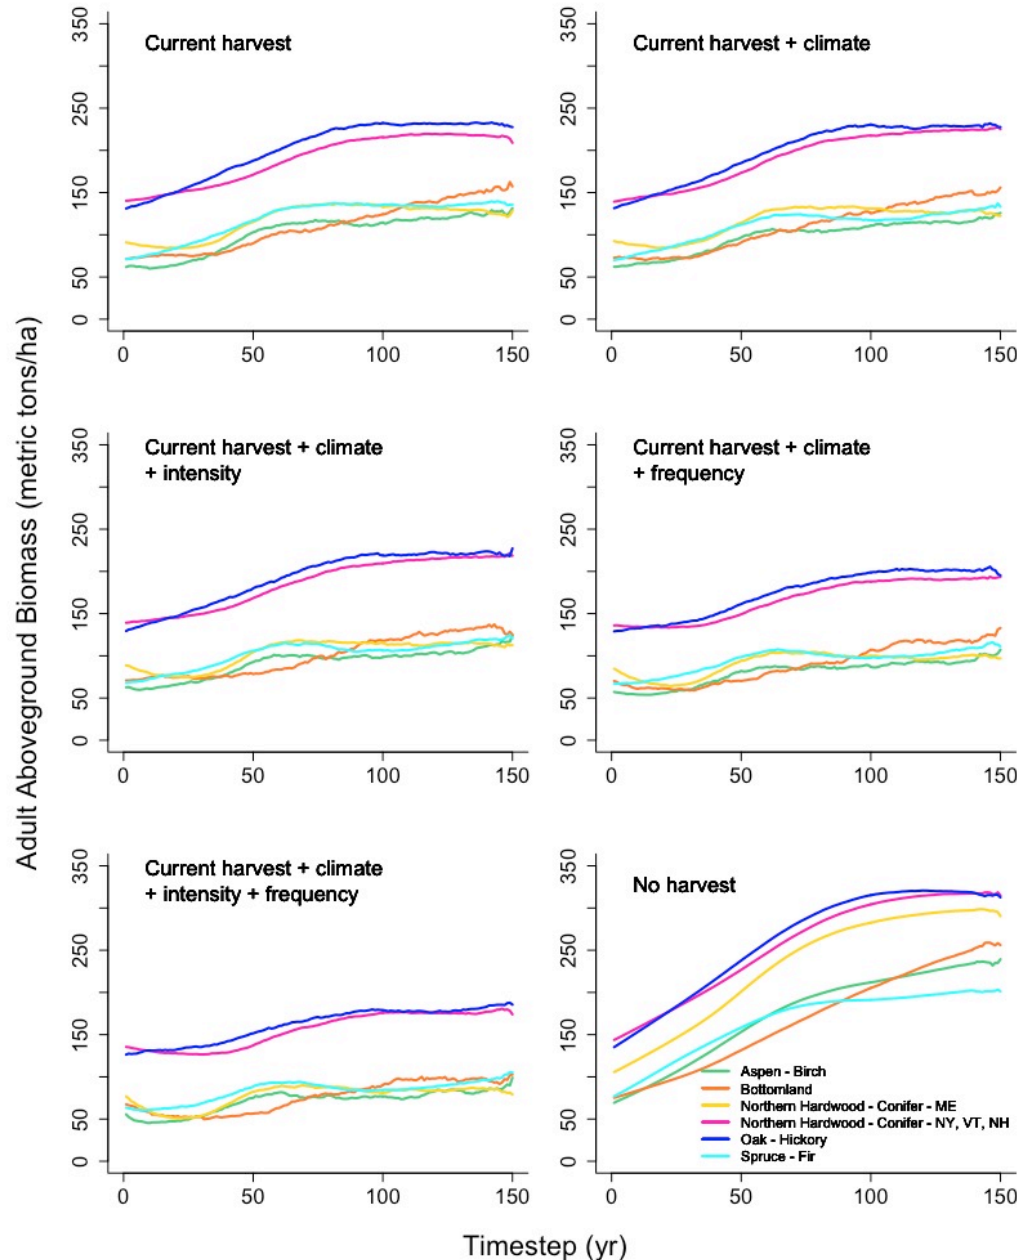 Adult Aboveground Biomass (metric tons/ha)
Current harvest
350
250
150
50
0
0 50 100 150
Current harvest + climate
350
250
150
50
0
0 50 100 150
Current harvest + climate
+ intensity
350
250
150
50
0
0 50 100 150
Current harvest + climate
+ frequency
350
250
150
50
0
0 50 100 150
Current harvest + climate
+ intensity + frequency
350
250
150
50
0
0 50 100 150
No harvest
350
250
150
50
0
Aspen - Birch
Bottomland
Northern Hardwood - Conifer - ME
Northern Hardwood - Conifer - NY, VT, NH
Oak - Hickory
Spruce - Fir
0 50 100 150
Timestep (yr)